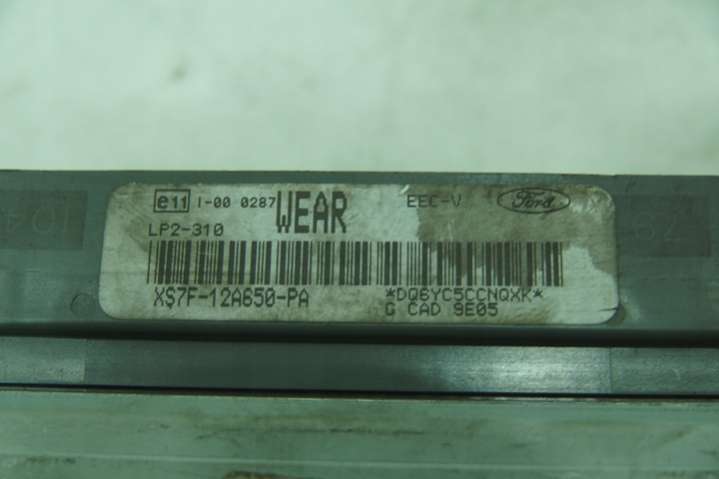 e11 I-00 0287 WEAR EEC-V Ford
LP2-310
XS7F-12A650-PA *DQ6YC5CCNQXK*
G CAD 9E05